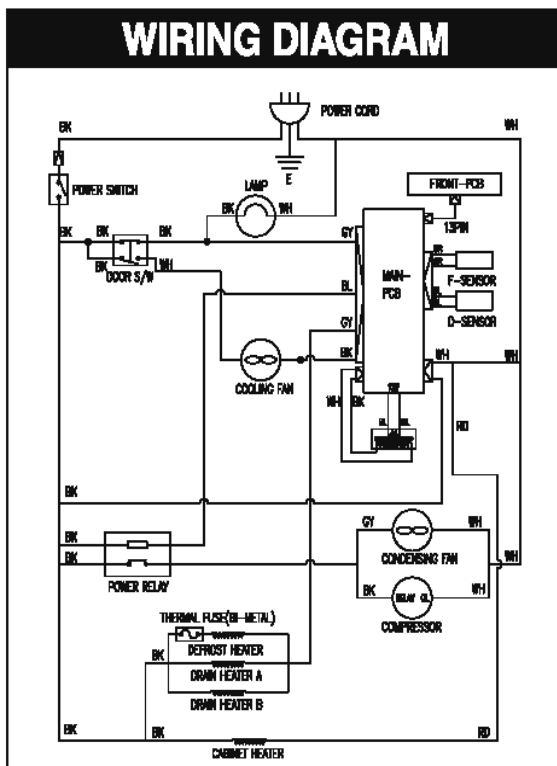 WIRING DIAGRAM
POWER CORD
BK
WH
E
POWER SWITCH
LAMP
BK
WH
FRONT-PCB
13PIN
BK
BK
BK
GY
BK
WH
DOOR S/W
MAIN-
PCB
F-SENSOR
BL
D-SENSOR
GY
BK
WH
WH
COOLING FAN
WH
BK
RD
BK
BK
BK
POWER RELAY
GY
WH
CONDENSING FAN
WH
BK
RELAY OL
WH
COMPRESSOR
THERMAL FUSE(BI-METAL)
DEFROST HEATER
BK
DRAIN HEATER A
DRAIN HEATER B
BK
BK
RD
CABINET HEATER